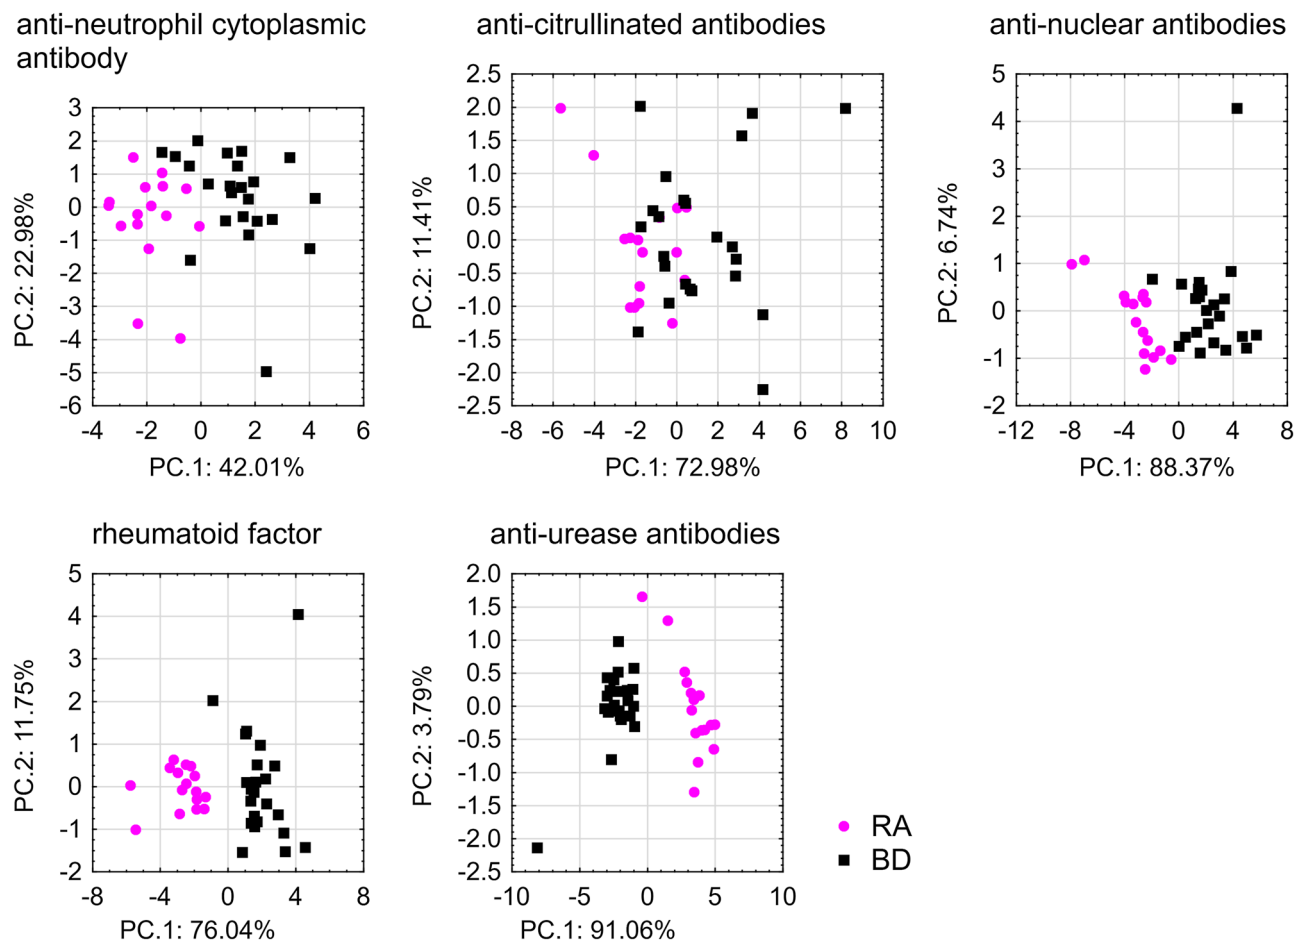 anti-neutrophil cytoplasmic
antibody
3
2
1
0
-1
-2
-3
-4
-5
-6
-4 -2 0 2 4 6
PC.2: 22.98%
PC.1: 42.01%
anti-citrullinated antibodies
2.5
2.0
1.5
1.0
0.5
0.0
-0.5
-1.0
-1.5
-2.0
-2.5
-8 -6 -4 -2 0 2 4 6 8 10
PC.2: 11.41%
PC.1: 72.98%
anti-nuclear antibodies
5
4
3
2
1
0
-1
-2
-12 -8 -4 0 4 8
PC.2: 6.74%
PC.1: 88.37%
rheumatoid factor
5
4
3
2
1
0
-1
-2
-8 -4 0 4 8
PC.2: 11.75%
PC.1: 76.04%
anti-urease antibodies
2.0
1.5
1.0
0.5
0.0
-0.5
-1.0
-1.5
-2.0
-2.5
-10 -5 0 5 10
PC.2: 3.79%
PC.1: 91.06%
RA
BD